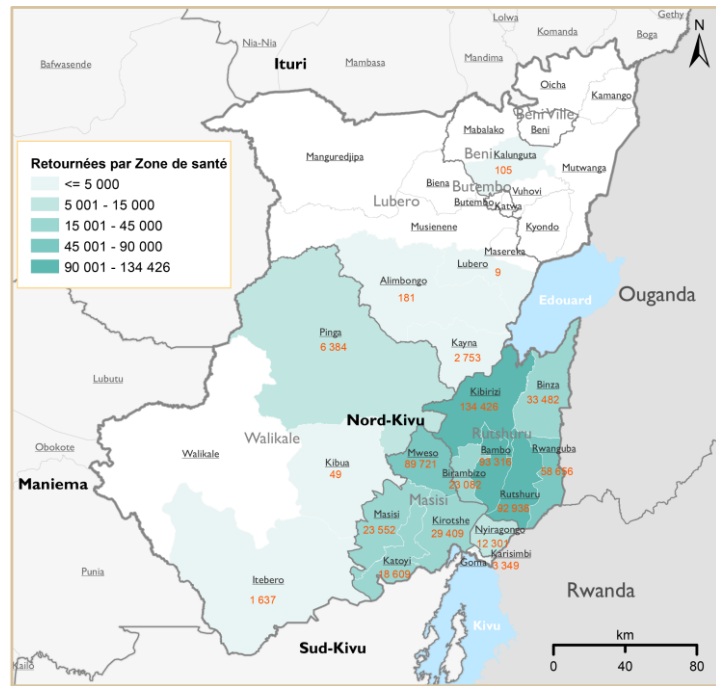 Gethy
Lolwa
Komanda
Boga
N
Nia-Nia
Mandima
Bafwasende
Ituri
Mambasa
Oicha
Kamango
Beni Ville
Mabalako
Beni
Manguredjipa
Beni
Kalunguta
105
Mutwanga
Biena
Butembo
Vuhovi
Lubero
Butembo
Katwa
Musienene
Kyondo
Masereka
Retournées par Zone de santé
<= 5 000
5 001 - 15 000
15 001 - 45 000
45 001 - 90 000
90 001 - 134 426
Lubero
9
Alimbongo
181
Edouard
Ouganda
Pinga
6 384
Kayna
2 753
Lubutu
Kibirizi
134 426
Binza
33 482
Nord-Kivu
Rutshuru
Obokote
Walikale
Walikale
Mweso
89 721
Bambo
93 316
Rwanguba
58 656
Kibua
49
Birambizo
23 082
Maniema
Masisi
Rutshuru
92 936
Masisi
23 552
Kirotshe
29 409
Nyiragongo
12 301
Karisimbi
3 349
Goma
Katoyi
18 609
Punia
Itebero
1 637
Rwanda
Kivu
Sud-Kivu
km
0 40 80
Kailo